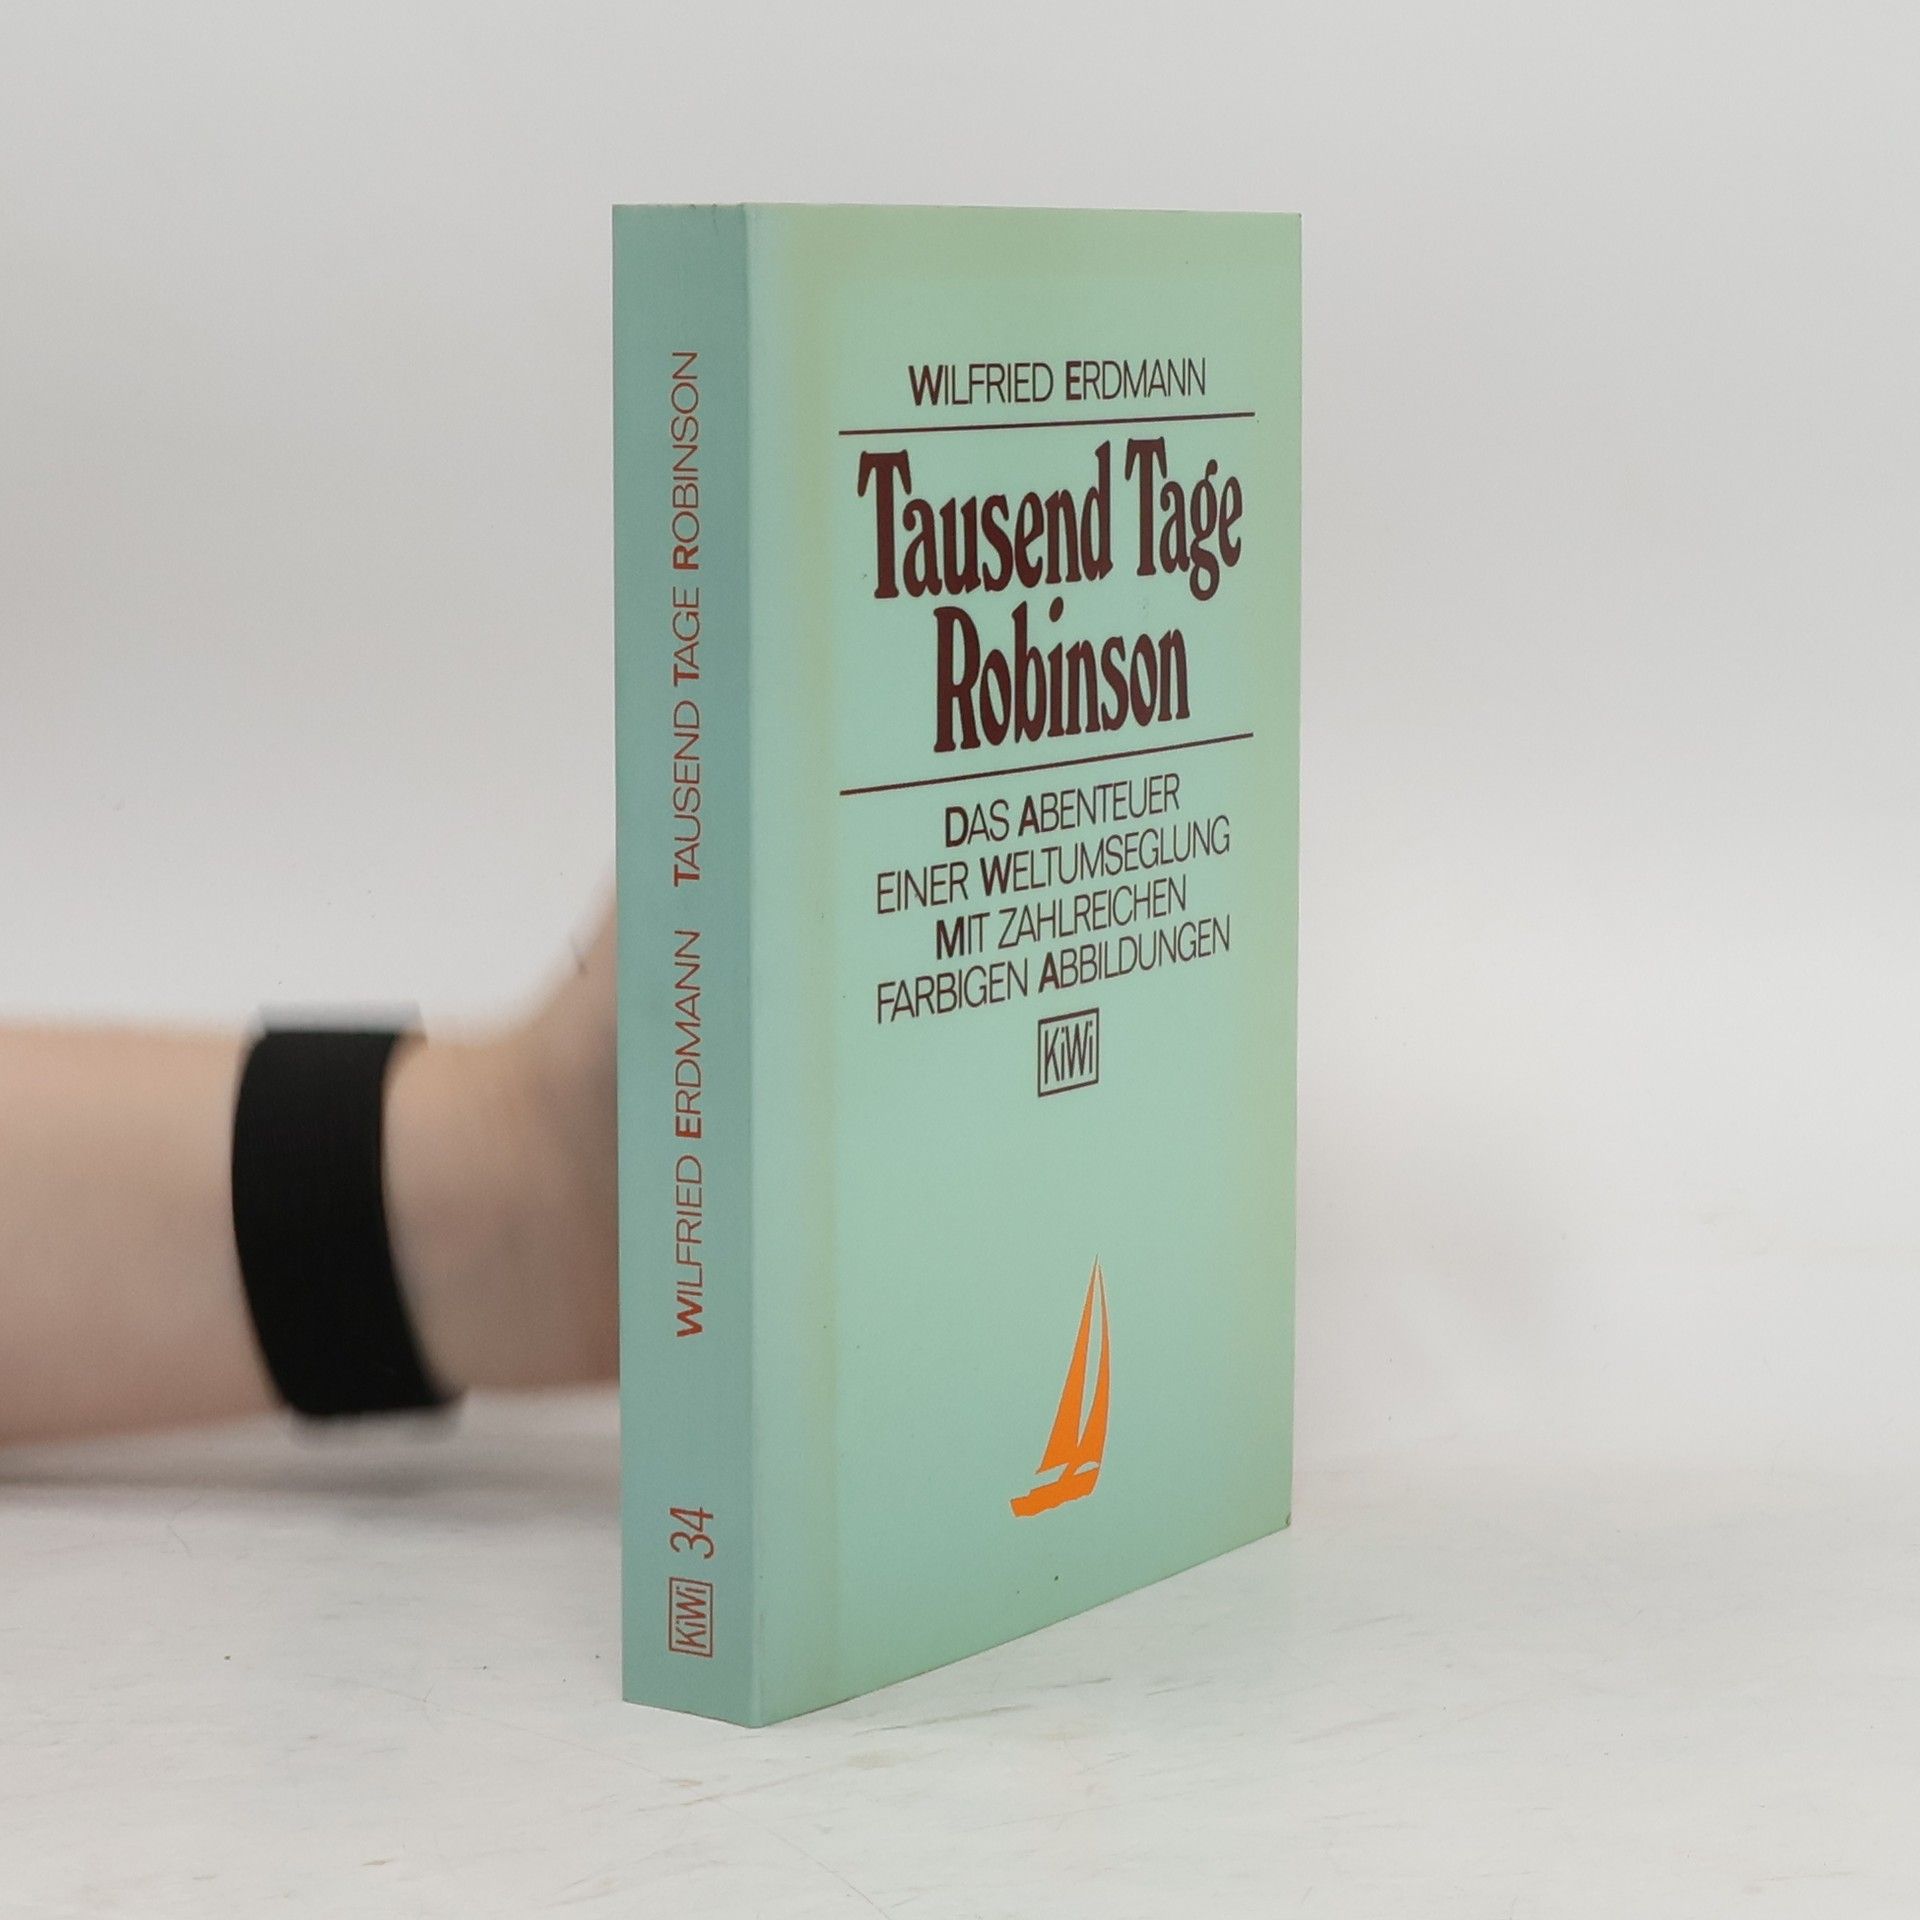 WILFRIED ERDMANN TAUSEND TAGE ROBINSON
KiWi 34
WILFRIED ERDMANN
Tausend Tage
Robinson
DAS ABENTEUER
EINER WELTUMSEGLUNG
MIT ZAHLREICHEN
FARBIGEN ABBILDUNGEN
KiWi